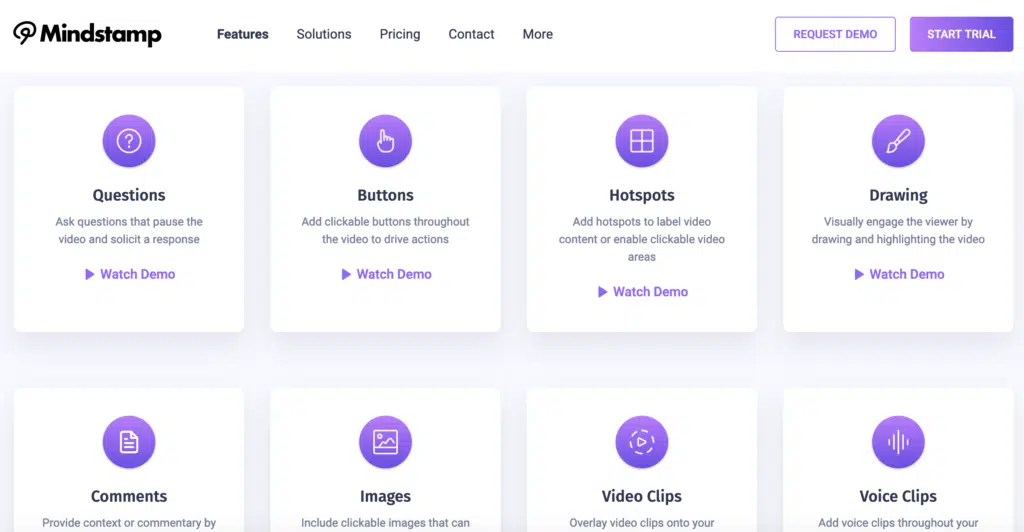 Mindstamp
Features
Solutions
Pricing
Contact
More
REQUEST DEMO
START TRIAL
Questions
Ask questions that pause the
video and solicit a response
Watch Demo
Buttons
Add clickable buttons throughout
the video to drive actions
Watch Demo
Hotspots
Add hotspots to label video
content or enable clickable video
areas
Watch Demo
Drawing
Visually engage the viewer by
drawing and highlighting the video
Watch Demo
Comments
Provide context or commentary by
Images
Include clickable images that can
Video Clips
Overlay video clips onto your
Voice Clips
Add voice clips throughout your